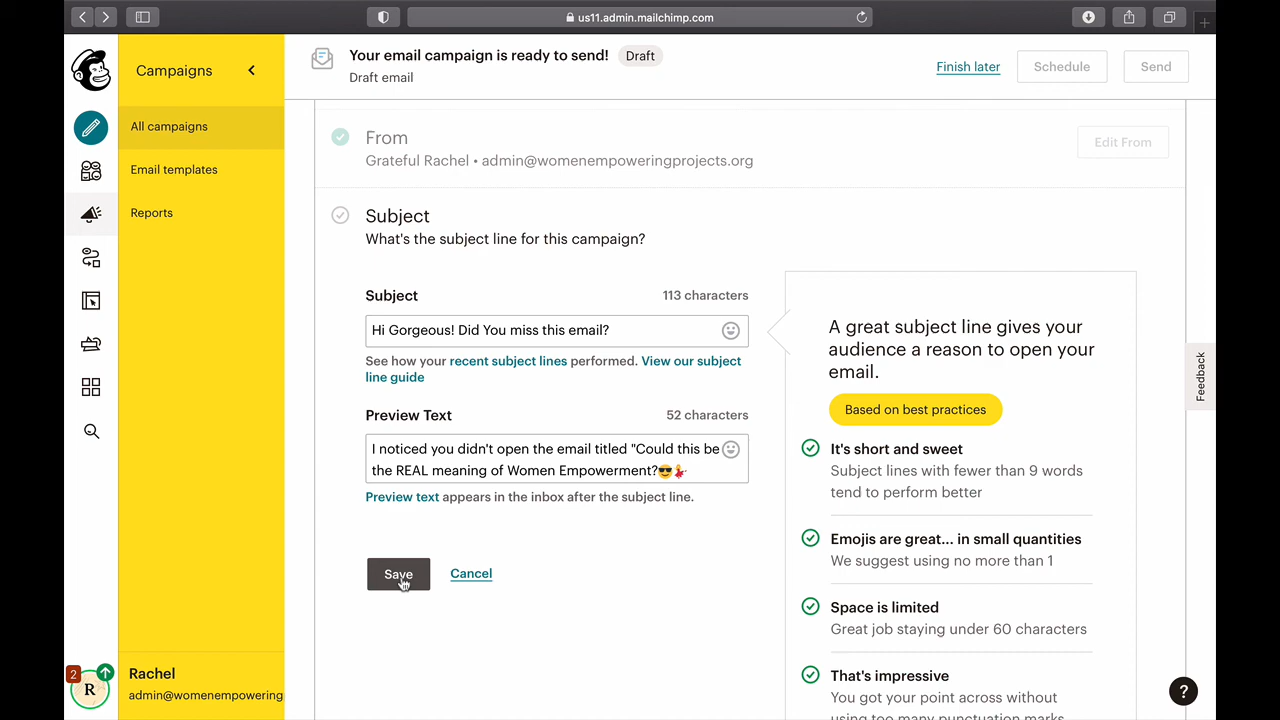 us11.admin.mailchimp.com
Campaigns
All campaigns
Email templates
Reports
Your email campaign is ready to send!
Draft
Draft email
Finish later
Schedule
Send
From
Grateful Rachel • admin@womenempoweringprojects.org
Edit From
Subject
What's the subject line for this campaign?
Subject
113 characters
Hi Gorgeous! Did You miss this email?
See how your recent subject lines performed. View our subject
line guide
Preview Text
52 characters
I noticed you didn't open the email titled "Could this be
the REAL meaning of Women Empowerment?😎💃
Preview text appears in the inbox after the subject line.
Save
Cancel
A great subject line gives your
audience a reason to open your
email.
Based on best practices
It's short and sweet
Subject lines with fewer than 9 words
tend to perform better
Emojis are great... in small quantities
We suggest using no more than 1
Space is limited
Great job staying under 60 characters
That's impressive
You got your point across without
using too many punctuation marks
Feedback
2
R
Rachel
admin@womenempowering
?